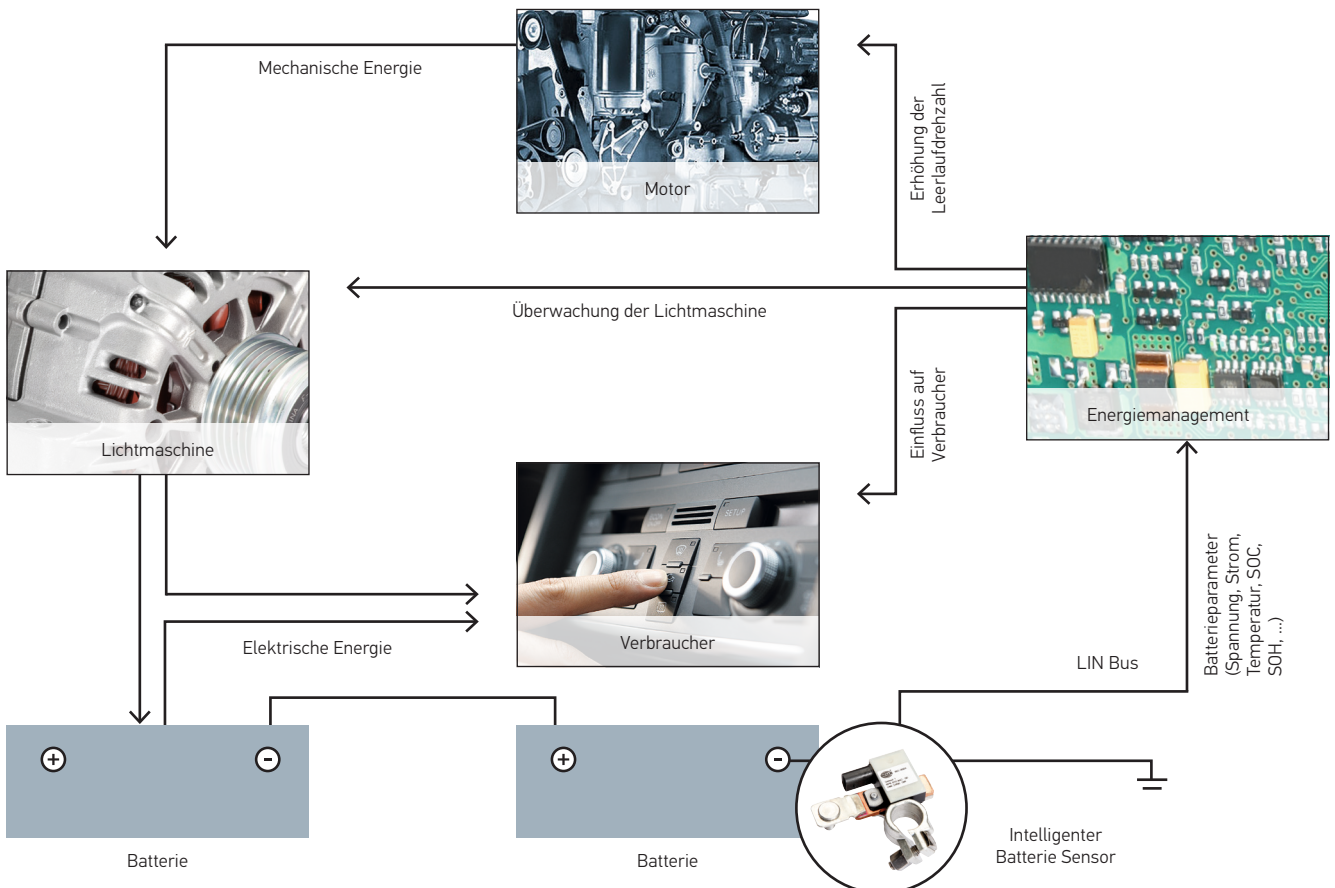 Mechanische Energie
Motor
Erhöhung der
Leerlaufdrehzahl
Überwachung der Lichtmaschine
Lichtmaschine
Einfluss auf
Verbraucher
Energiemanagement
SETUP
Verbraucher
Elektrische Energie
LIN Bus
Batterieparameter
(Spannung, Strom,
Temperatur, SOC,
SOH, ...)
+
-
+
-
Batterie
Batterie
Intelligenter
Batterie Sensor